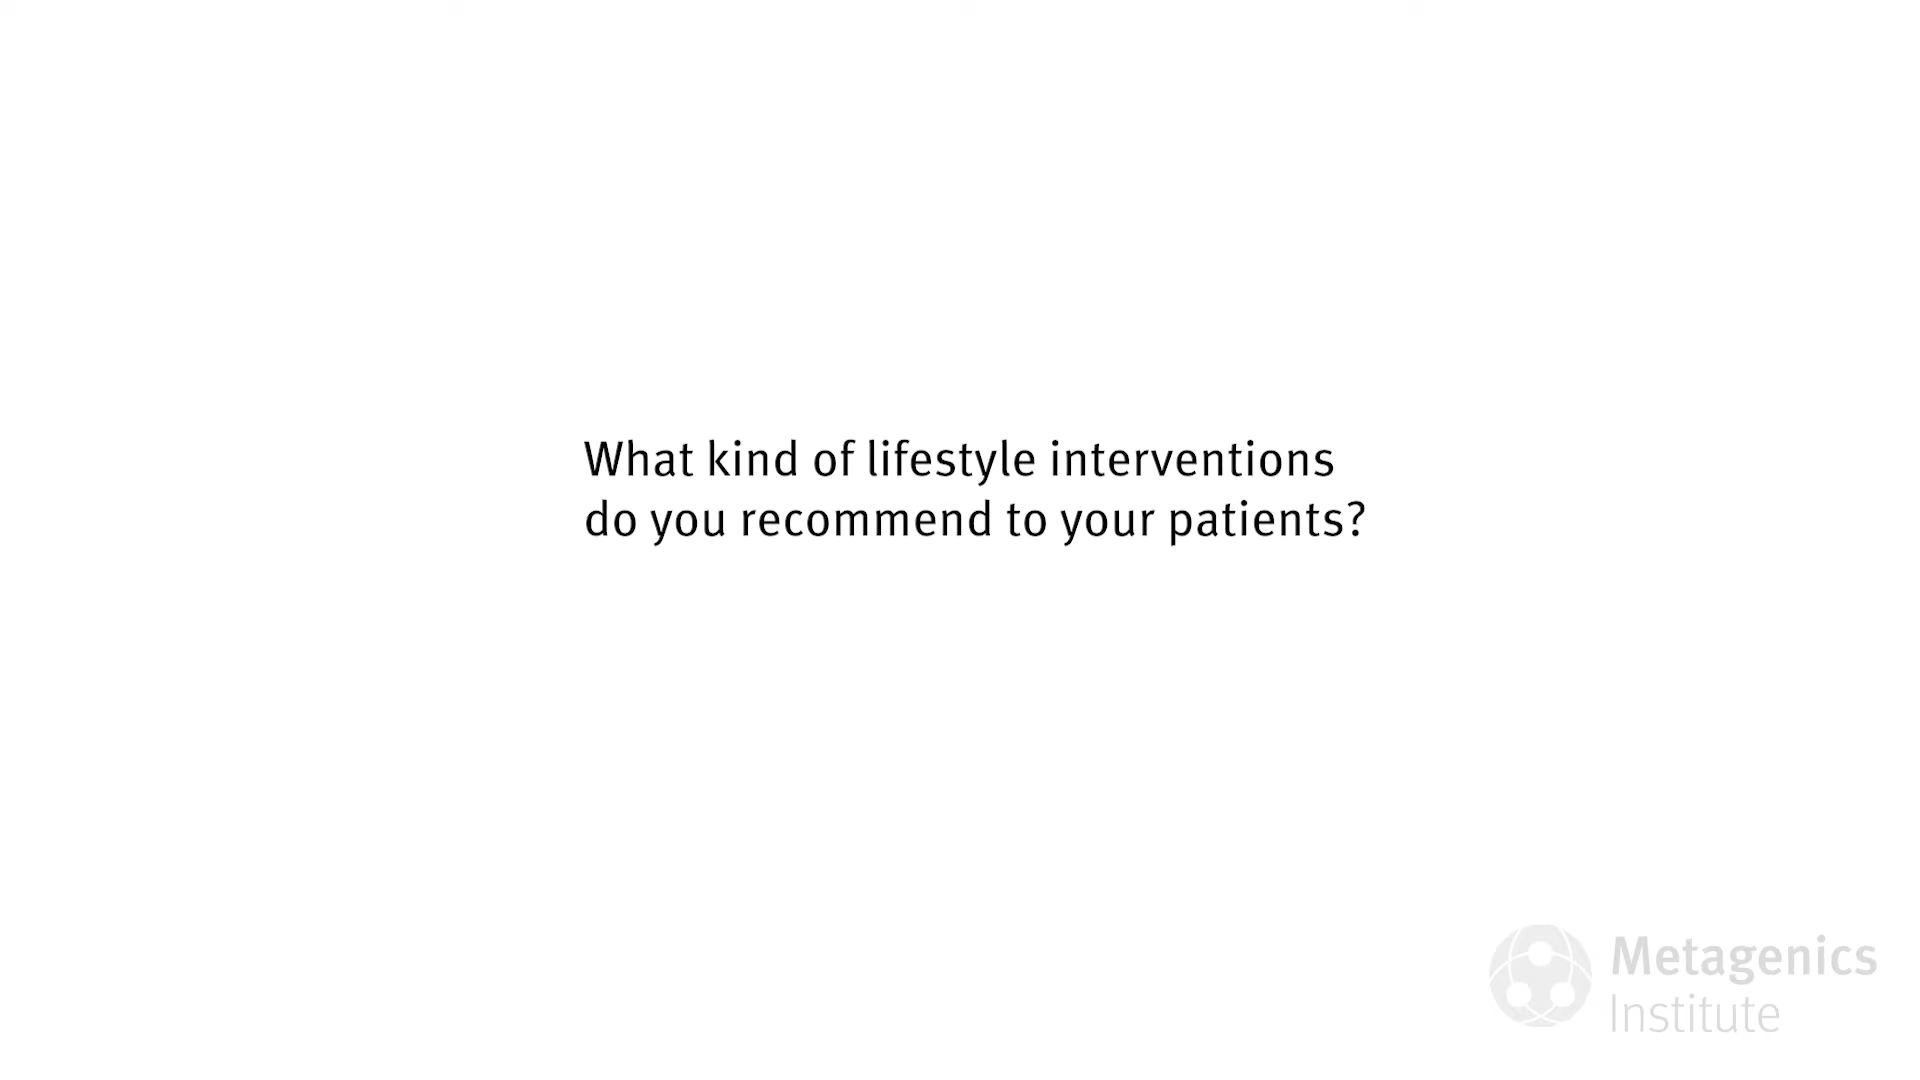 What kind of lifestyle interventions
do you recommend to your patients?
Metagenics
Institute